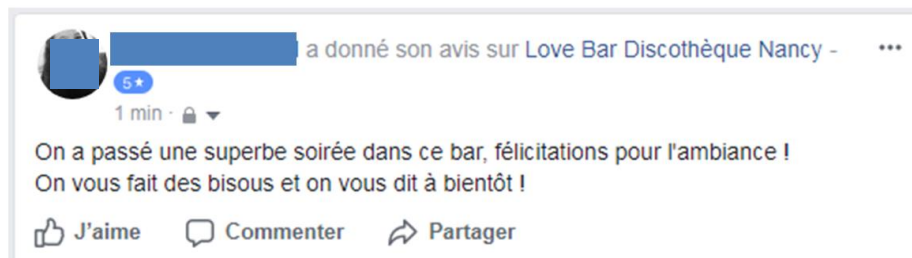 a donné son avis sur Love Bar Discothèque Nancy -
5★
1 min ·
On a passé une superbe soirée dans ce bar, félicitations pour l'ambiance !
On vous fait des bisous et on vous dit à bientôt !
J'aime Commenter Partager